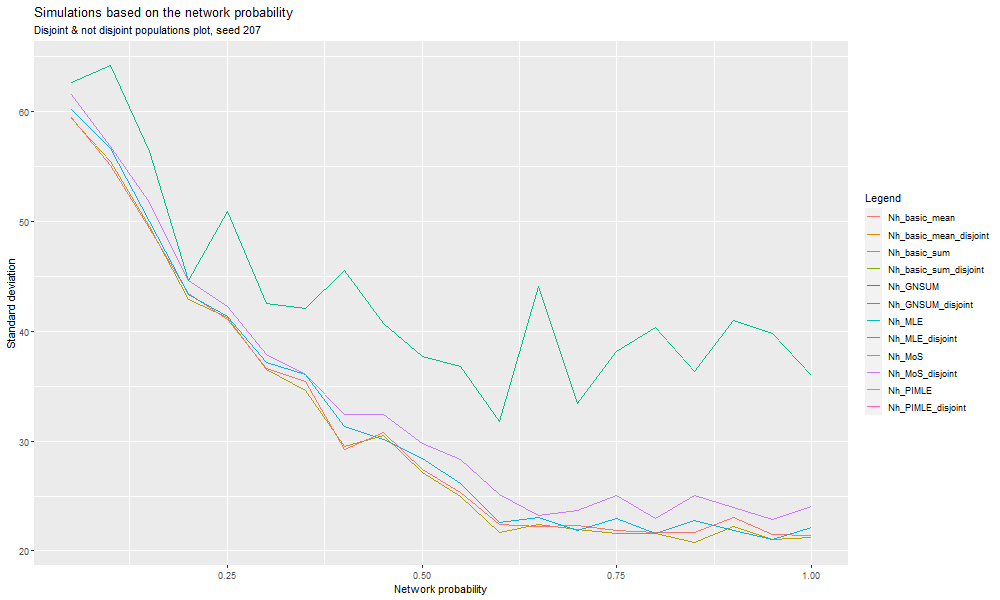 Simulations based on the network probability
Disjoint & not disjoint populations plot, seed 207
Standard deviation
60
50
40
30
20
0.25
0.50
0.75
1.00
Network probability
Legend
Nh_basic_mean
Nh_basic_mean_disjoint
Nh_basic_sum
Nh_basic_sum_disjoint
Nh_GNSUM
Nh_GNSUM_disjoint
Nh_MLE
Nh_MLE_disjoint
Nh_MoS
Nh_MoS_disjoint
Nh_PIMLE
Nh_PIMLE_disjoint